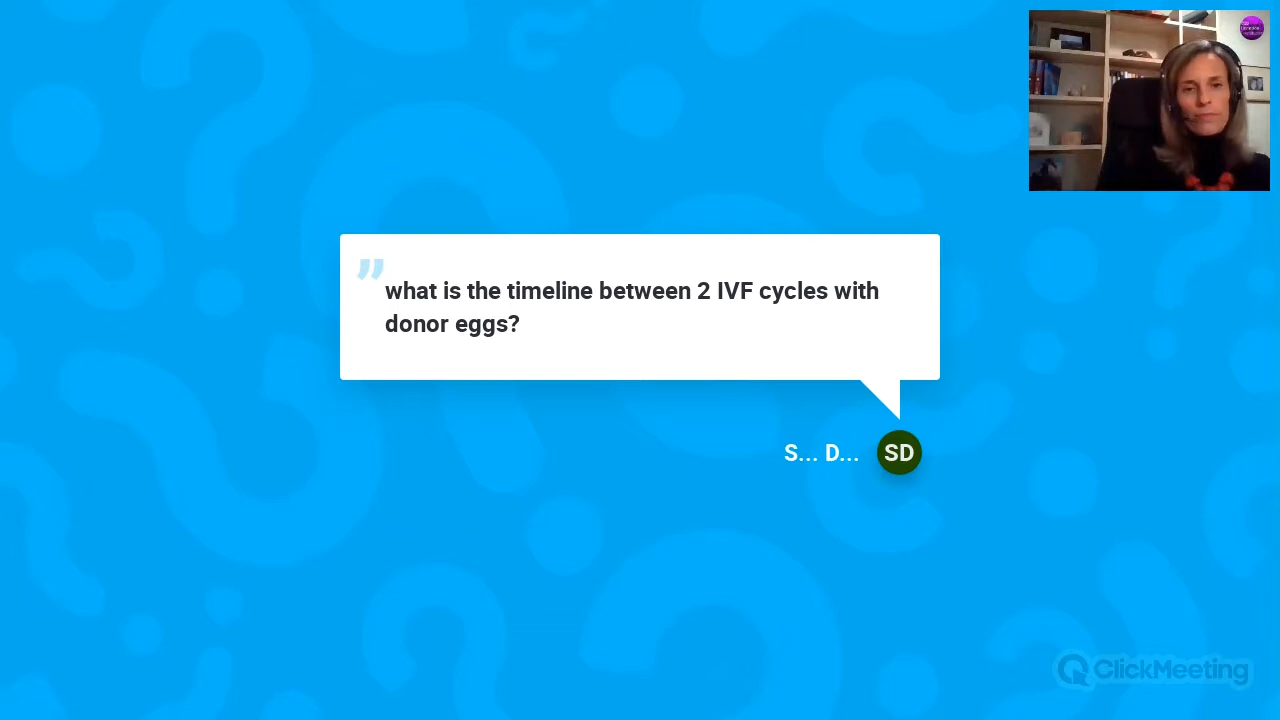 what is the timeline between 2 IVF cycles with
donor eggs?
S... D...
SD
ClickMeeting